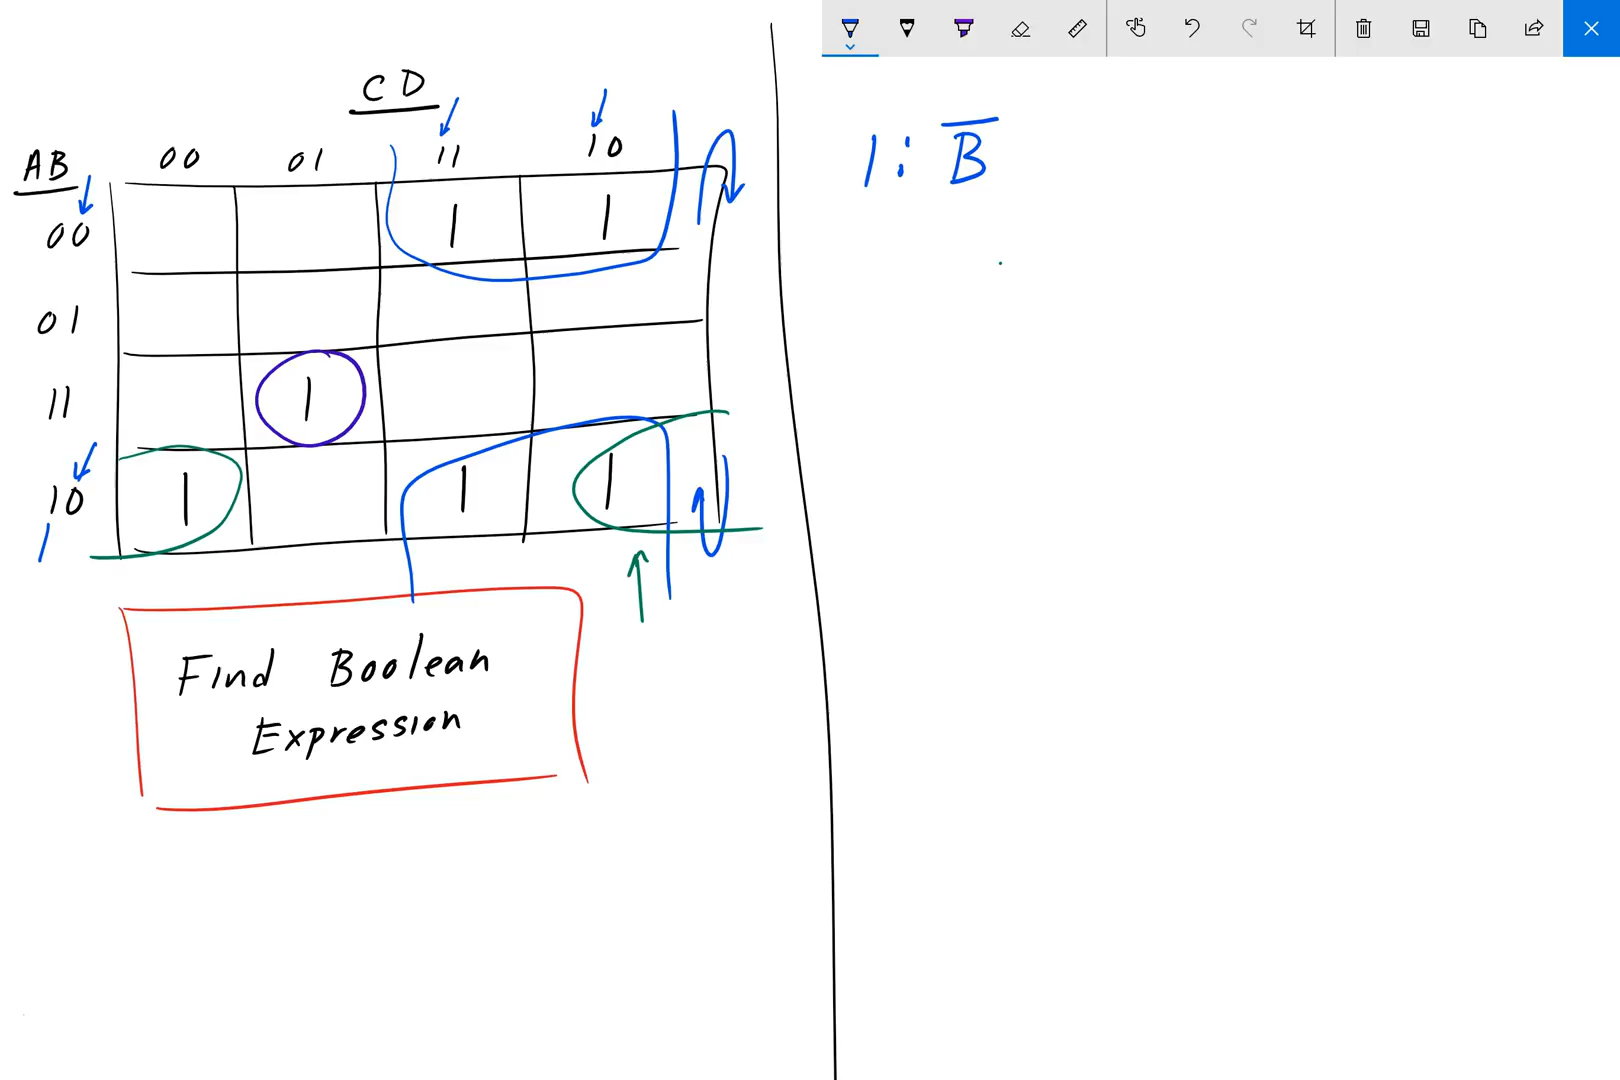 CD
AB 00 01 11 10
00 1 1
01
11 1
10 1 1 1
Find Boolean
Expression
1: B̅